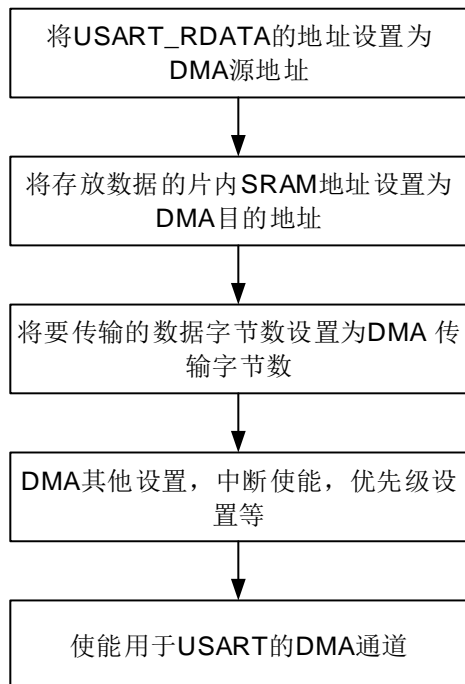 将USART_RDATA的地址设置为
DMA源地址
将存放数据的片内SRAM地址设置为
DMA目的地址
将要传输的数据字节数设置为DMA 传
输字节数
DMA其他设置，中断使能，优先级设
置等
使能用于USART的DMA通道